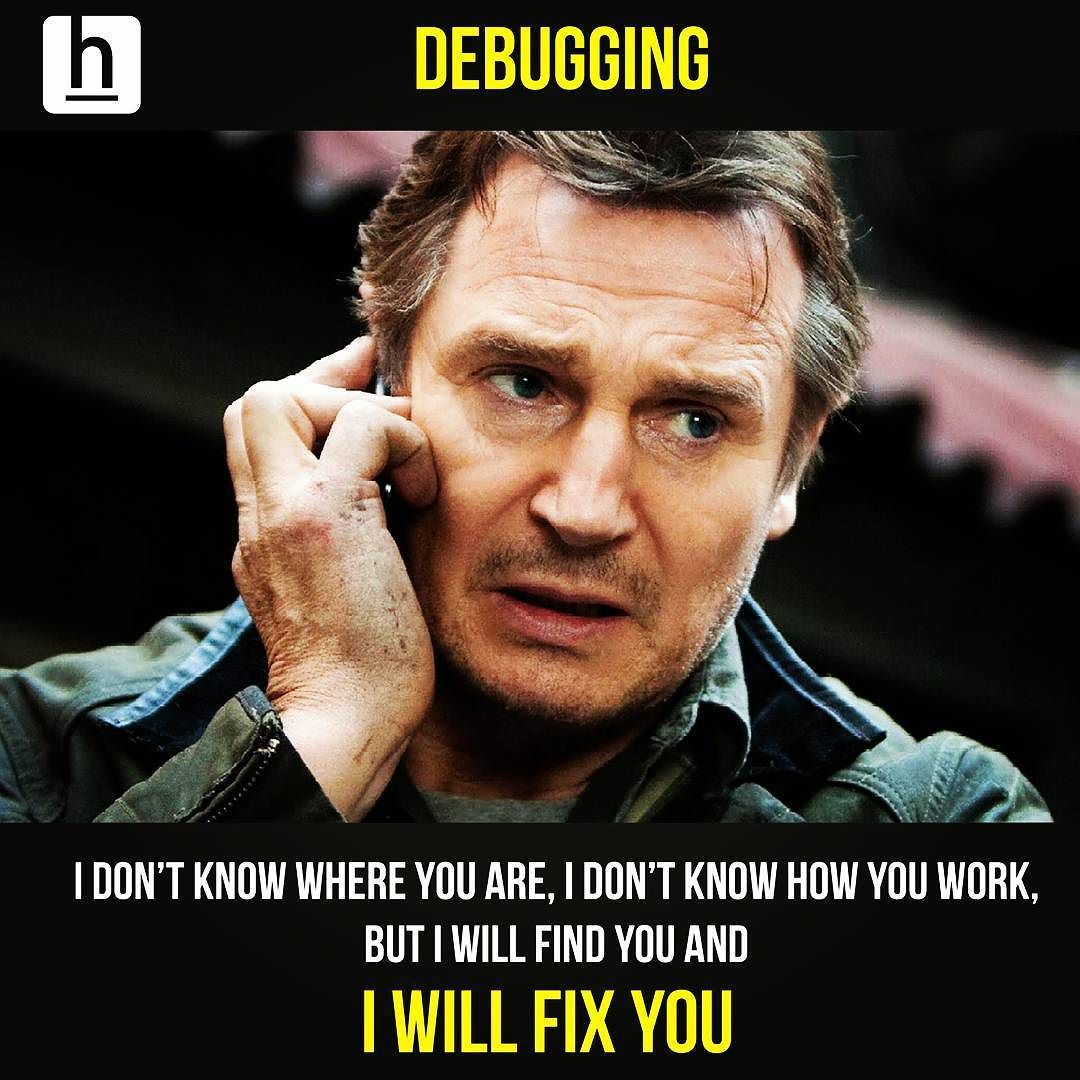 h
DEBUGGING
I DON'T KNOW WHERE YOU ARE, I DON'T KNOW HOW YOU WORK,
BUT I WILL FIND YOU AND
I WILL FIX YOU